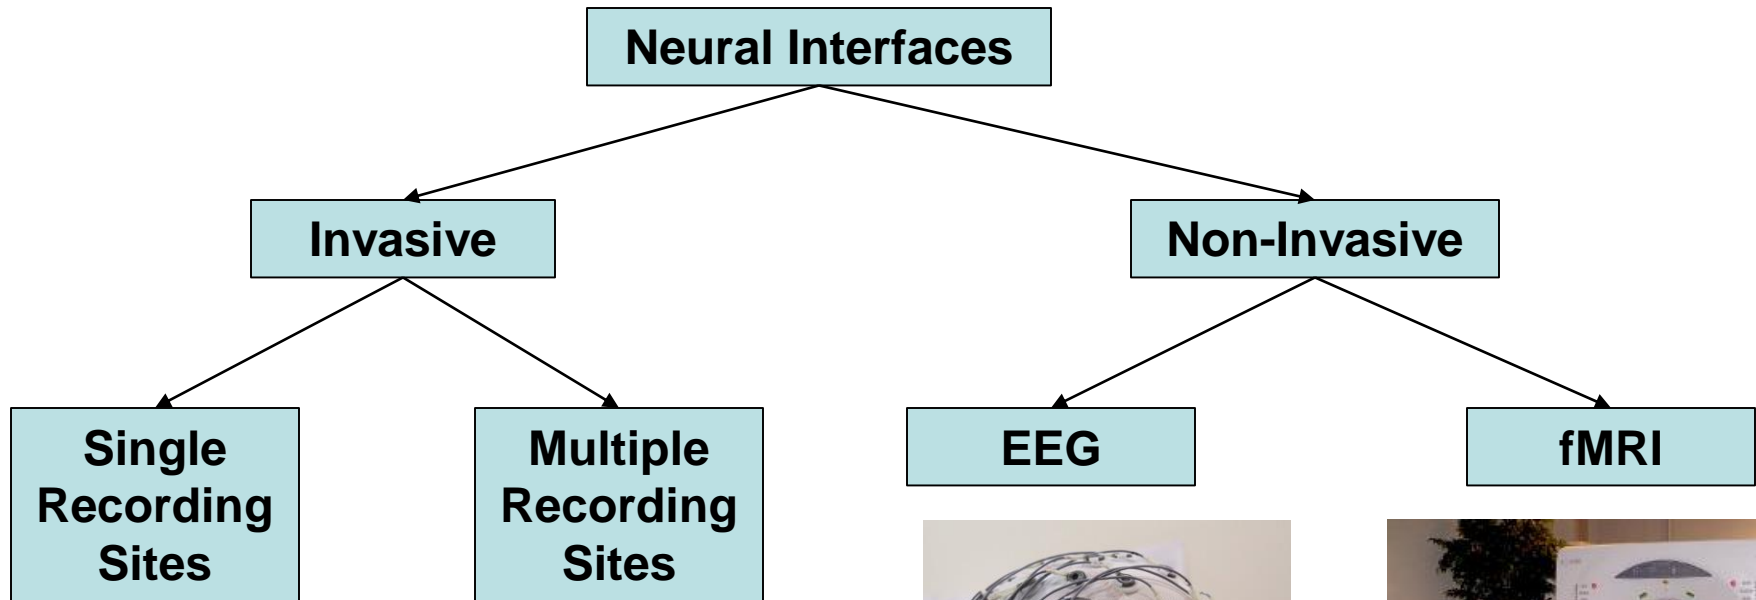 Neural Interfaces
Invasive
Non-Invasive
Single
Recording
Sites
Multiple
Recording
Sites
EEG
fMRI